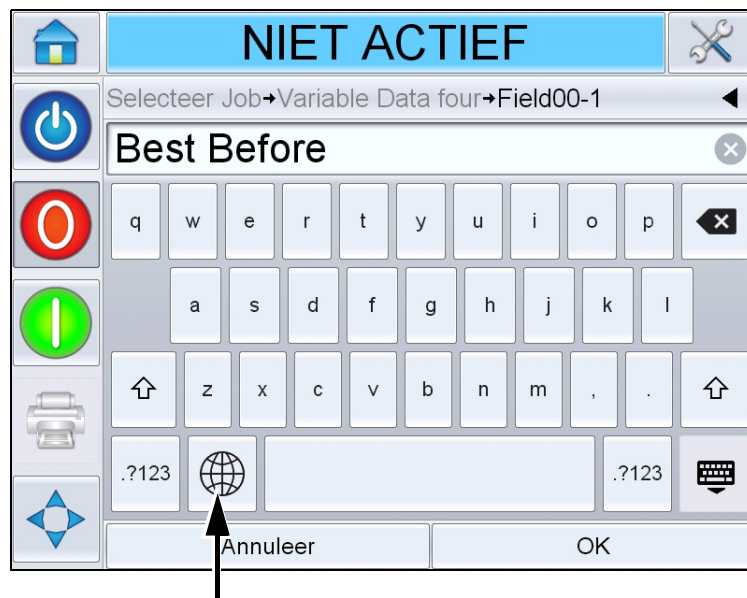 NIET ACTIEF
Selecteer Job→Variable Data four→Field00-1
Best Before
q w e r t y u i o p
a s d f g h j k l
z x c v b n m , .
.?123 .?123
Annuleer OK